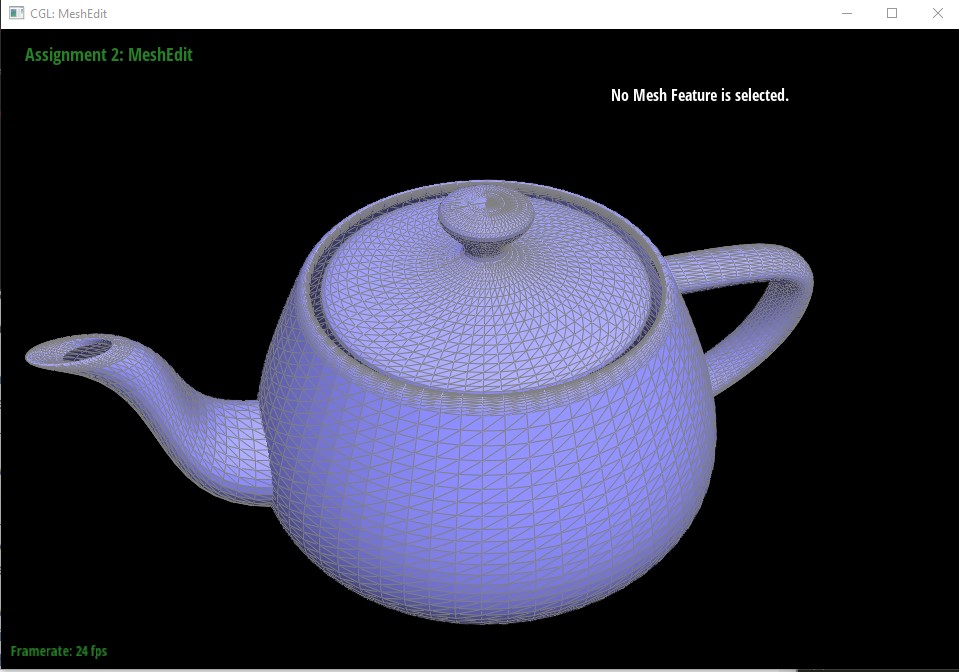 CGL: MeshEdit
Assignment 2: MeshEdit
No Mesh Feature is selected.
Framerate: 24 fps